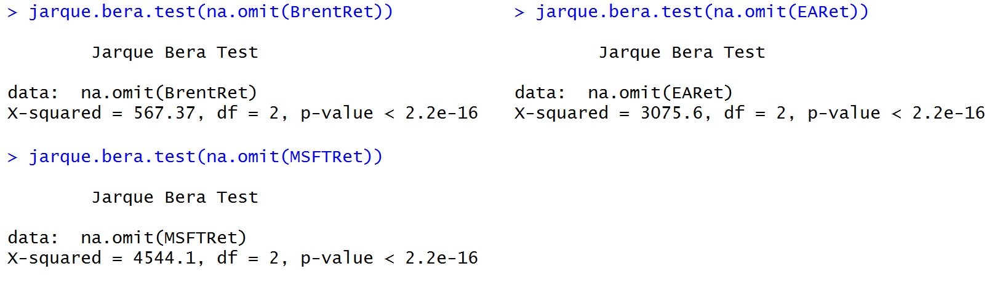 > jarque.bera.test(na.omit(BrentRet))
Jarque Bera Test
data:  na.omit(BrentRet)
X-squared = 567.37, df = 2, p-value < 2.2e-16
> jarque.bera.test(na.omit(EARet))
Jarque Bera Test
data:  na.omit(EARet)
X-squared = 3075.6, df = 2, p-value < 2.2e-16
> jarque.bera.test(na.omit(MSFTRet))
Jarque Bera Test
data:  na.omit(MSFTRet)
X-squared = 4544.1, df = 2, p-value < 2.2e-16